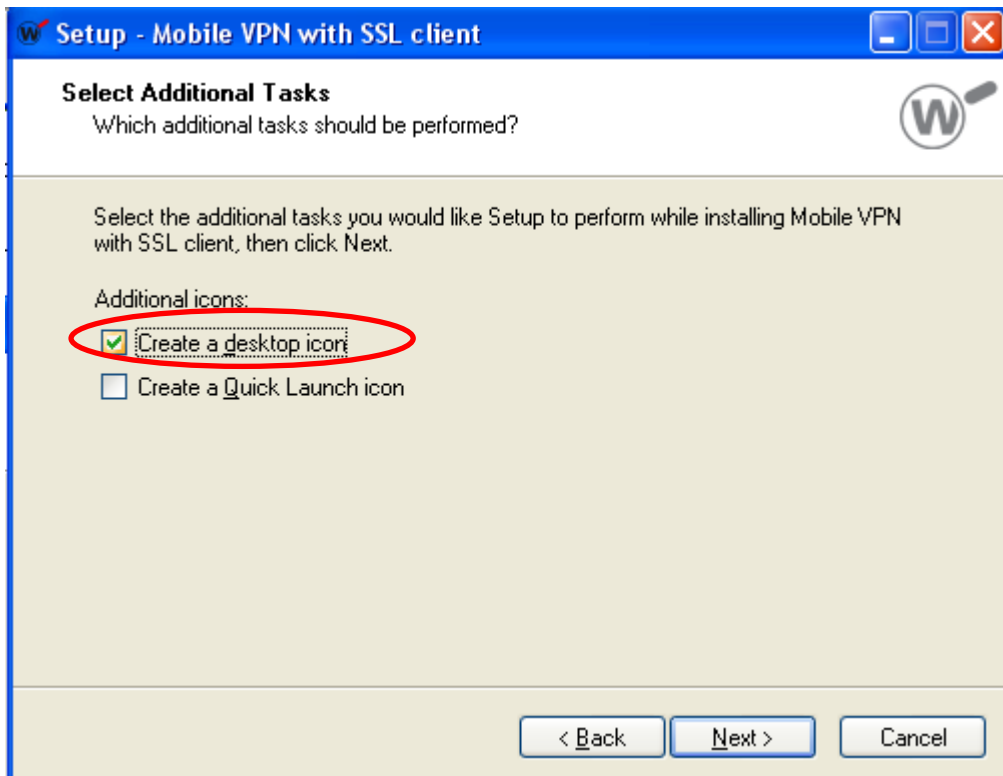 Setup - Mobile VPN with SSL client
Select Additional Tasks
Which additional tasks should be performed?
W
Select the additional tasks you would like Setup to perform while installing Mobile VPN
with SSL client, then click Next.
Additional icons:
Create a desktop icon
Create a Quick Launch icon
< Back
Next >
Cancel